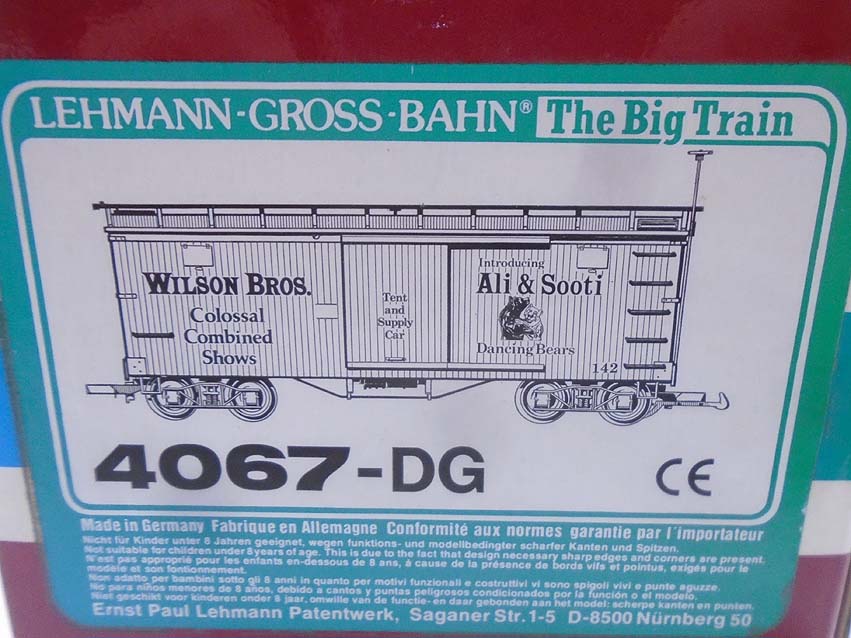 LEHMANN-GROSS-BAHN® The Big Train
WILSON BROS.
Colossal
Combined
Shows
Tent
and
Supply
Car
Introducing
Ali & Sooti
Dancing Bears
142
4067-DG
CE
Made in Germany Fabrique en Allemagne Conformité aux normes garantie par l'importateur
Nicht für Kinder unter 8 Jahren geeignet, wegen funktions- und modellbedingter scharfer Kanten und Spitzen.
Not suitable for children under 8 years of age. This is due to the fact that design necessary sharp edges and corners are present.
N'est pas approprié pour les enfants en-dessous de 8 ans, à cause de la présence de bords vifs et pointus, exigés pour le
modèle et son fontionnement.
Non adatto per bambini sotto gli 8 anni in quanto per motivi funzionali e costruttivi vi sono spigoli vivi e punte aguzze.
No para niños menores de 8 años, debido a cantos y puntas peligrosos condicionados por la función o el modelo.
Niet geschikt voor kinderen onder 8 jaar, omwille van de functie- en daar gebonden aan het model: scherpe kanten en punten.
Ernst Paul Lehmann Patentwerk, Saganer Str. 1-5 D-8500 Nürnberg 50